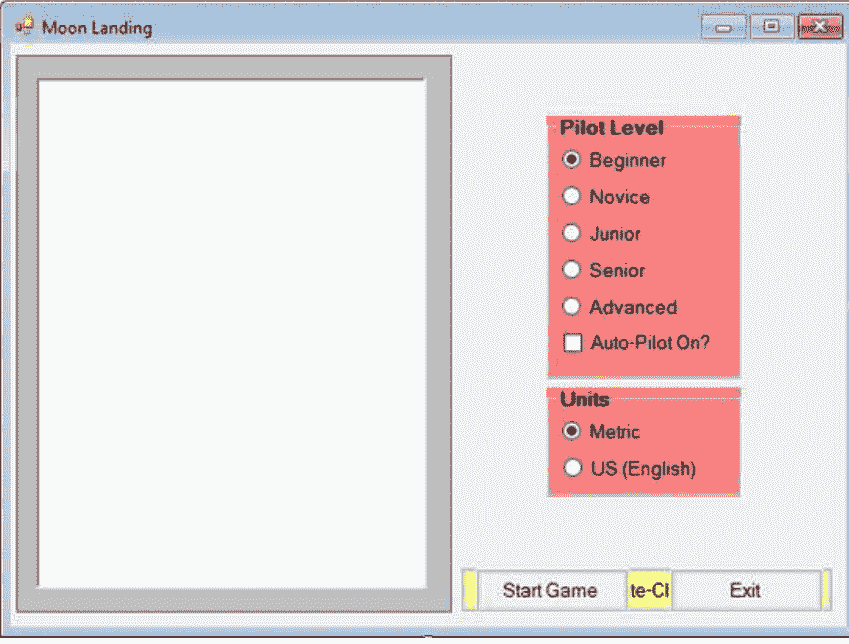 Moon Landing
Pilot Level
Beginner
Novice
Junior
Senior
Advanced
Auto-Pilot On?
Units
Metric
US (English)
Start Game te-Cl Exit